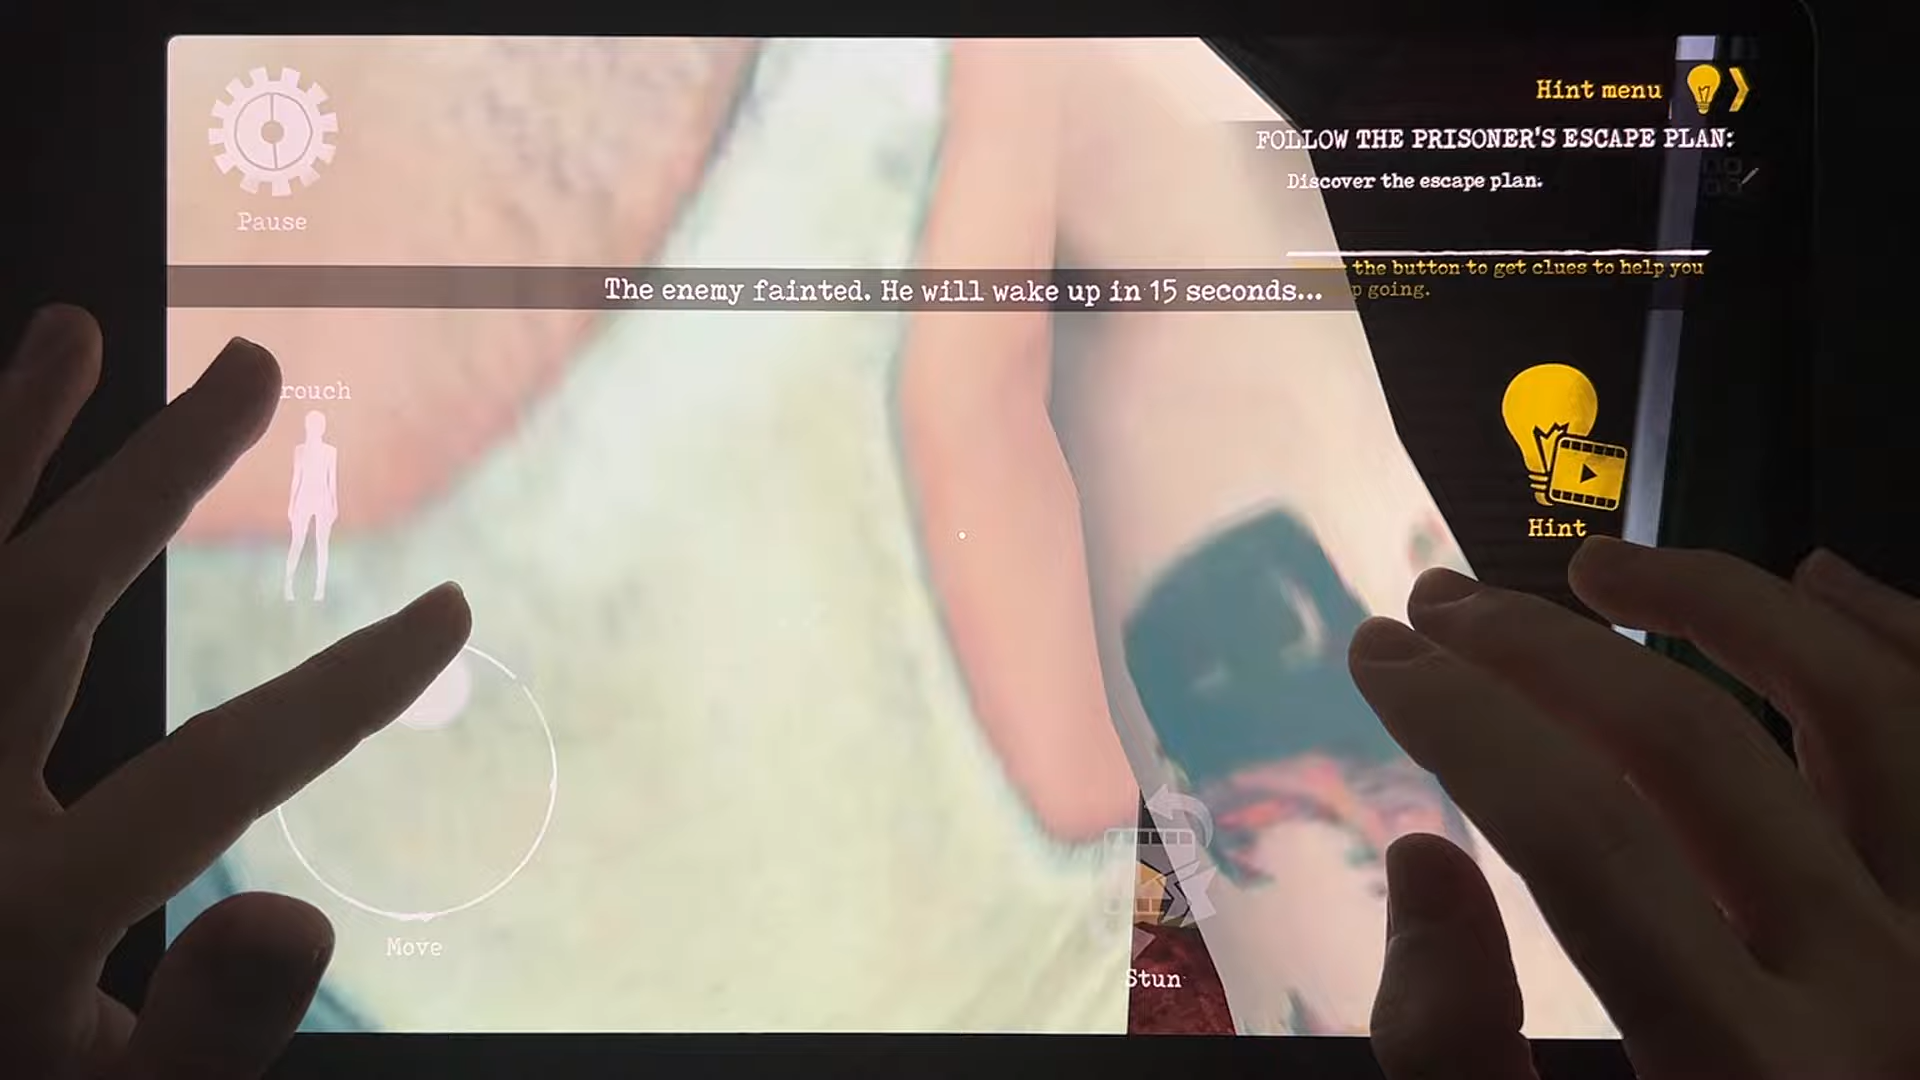 Hint menu
FOLLOW THE PRISONER'S ESCAPE PLAN:
Discover the escape plan.
Pause
the button to get clues to help you
The enemy fainted. He will wake up in 15 seconds...
p going.
rouch
Hint
Move
Stun